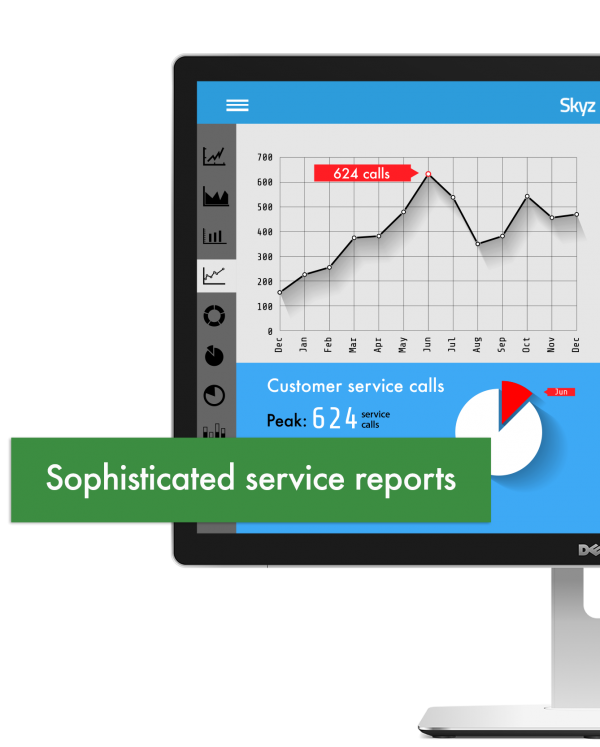 Skyz
700
624 calls
600
500
400
300
200
100
0
Dec
Jan
Feb
Mar
Apr
May
Jun
Jul
Aug
Sep
Oct
Nov
Dec
Customer service calls
Jun
Peak: 624 service
calls
Sophisticated service reports